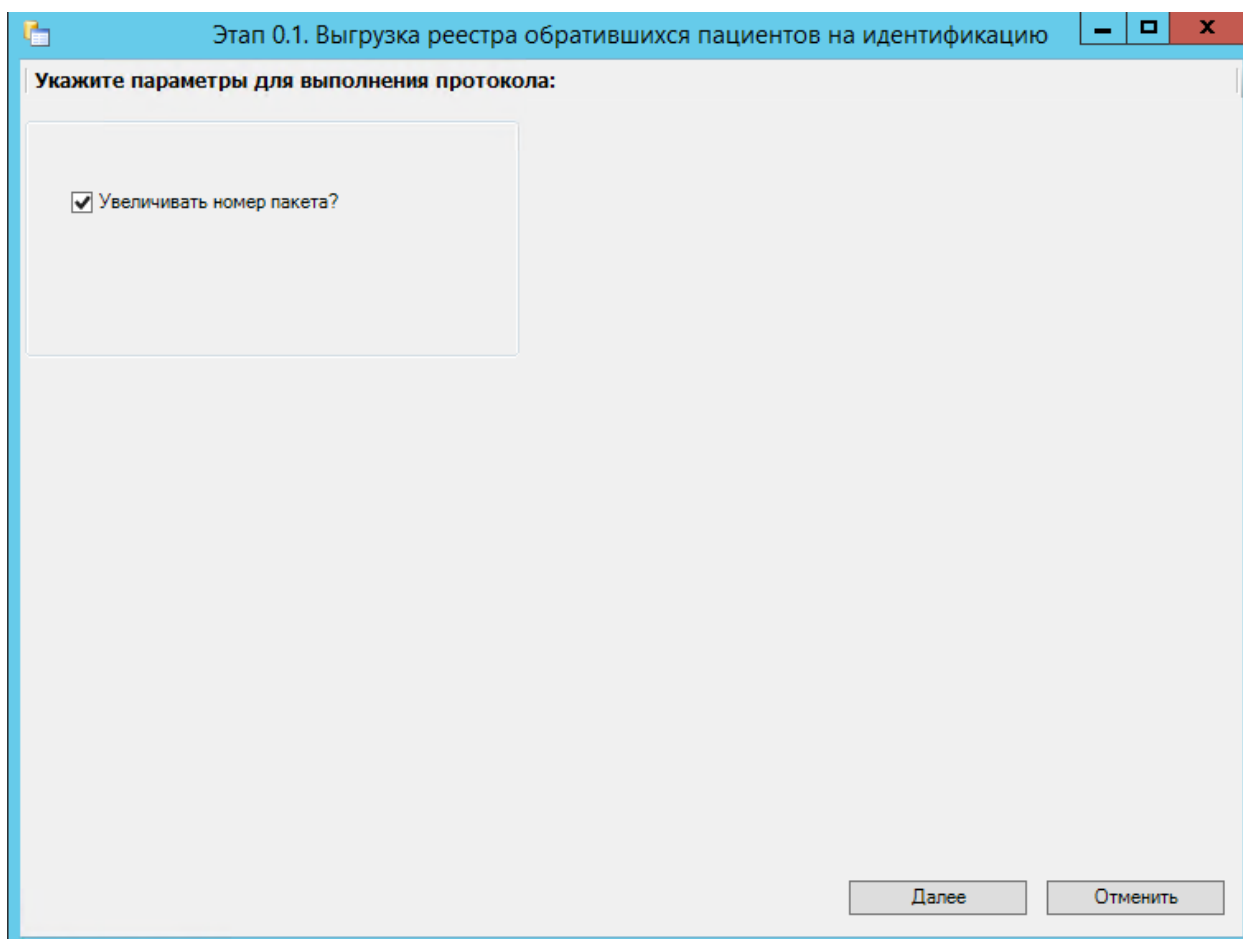 Этап 0.1. Выгрузка реестра обратившихся пациентов на идентификацию
Укажите параметры для выполнения протокола:
Увеличивать номер пакета?
Далее Отменить